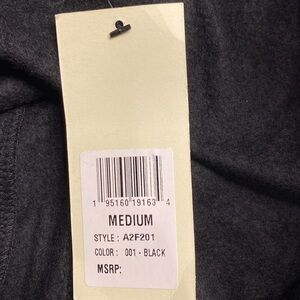 1 95160 19163 4
MEDIUM
STYLE : A2F201
COLOR : 001 - BLACK
MSRP: